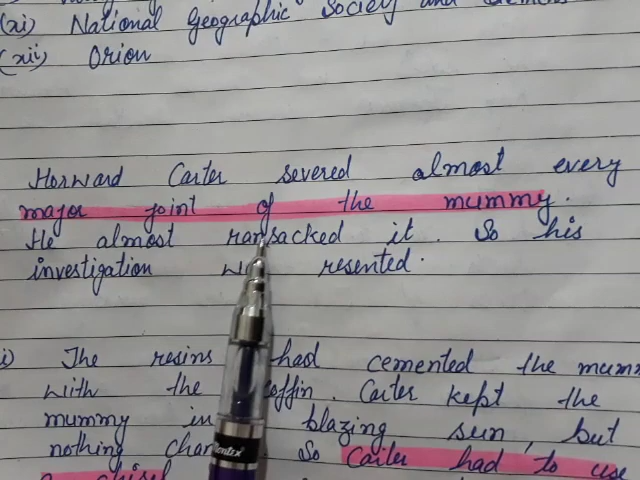 (xi) National Geographic Society and
(xii) Orion
Horward Carter severed almost every
major joint of the mummy.
He almost ransacked it. So his
investigation resented.
i) The resins had cemented the
with the coffin. Carter kept the
mummy in blazing sun, but
nothing So Carter had to use
a chisel